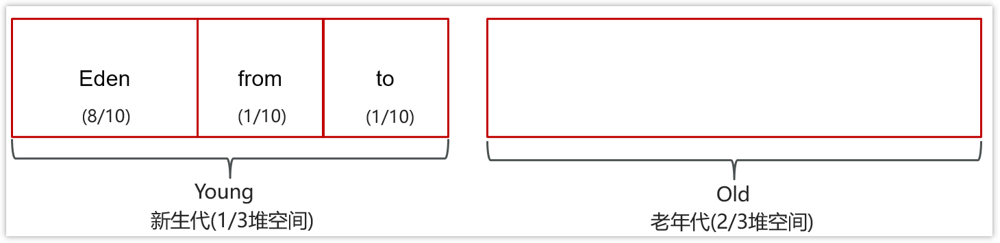 Eden
(8/10)
from
(1/10)
to
(1/10)
Young
新生代(1/3堆空间)
Old
老年代(2/3堆空间)